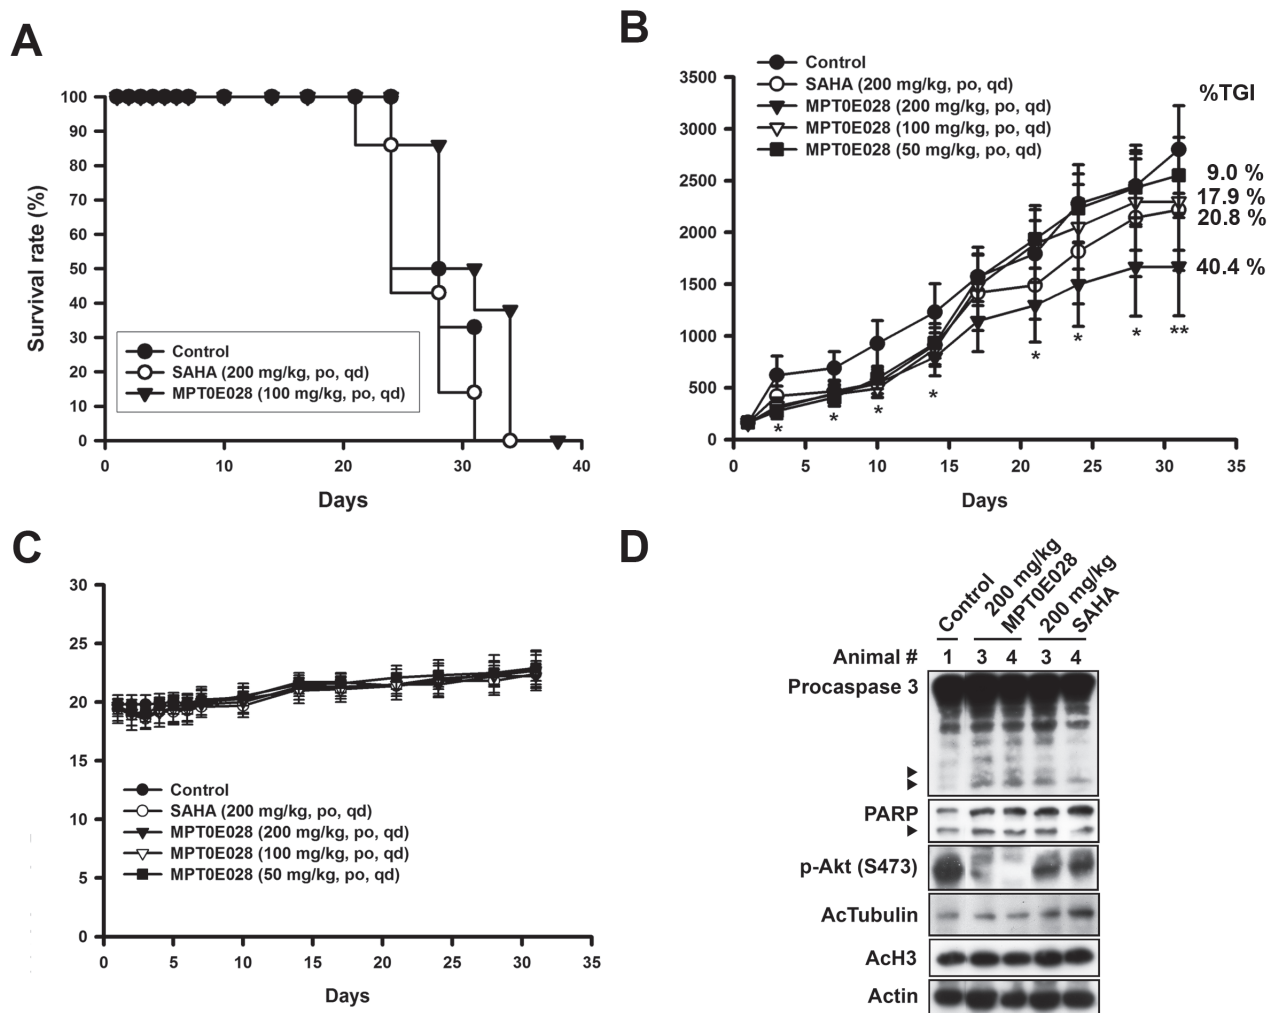 A
Survival rate (%)
100
90
80
70
60
50
40
30
20
10
0
Control
SAHA (200 mg/kg, po, qd)
MPT0E028 (100 mg/kg, po, qd)
0 10 20 30 40
Days
B
Control
SAHA (200 mg/kg, po, qd)
MPT0E028 (200 mg/kg, po, qd)
MPT0E028 (100 mg/kg, po, qd)
MPT0E028 (50 mg/kg, po, qd)
%TGI
3500
3000
2500
2000
1500
1000
500
0
9.0 %
17.9 %
20.8 %
40.4 %
* * * * * * * **
0 5 10 15 20 25 30 35
Days
C
30
25
20
15
10
5
0
Control
SAHA (200 mg/kg, po, qd)
MPT0E028 (200 mg/kg, po, qd)
MPT0E028 (100 mg/kg, po, qd)
MPT0E028 (50 mg/kg, po, qd)
0 5 10 15 20 25 30 35
Days
D
Control
200 mg/kg
MPT0E028
200 mg/kg
SAHA
Animal # 1 3 4 3 4
Procaspase 3
PARP
p-Akt (S473)
AcTubulin
AcH3
Actin